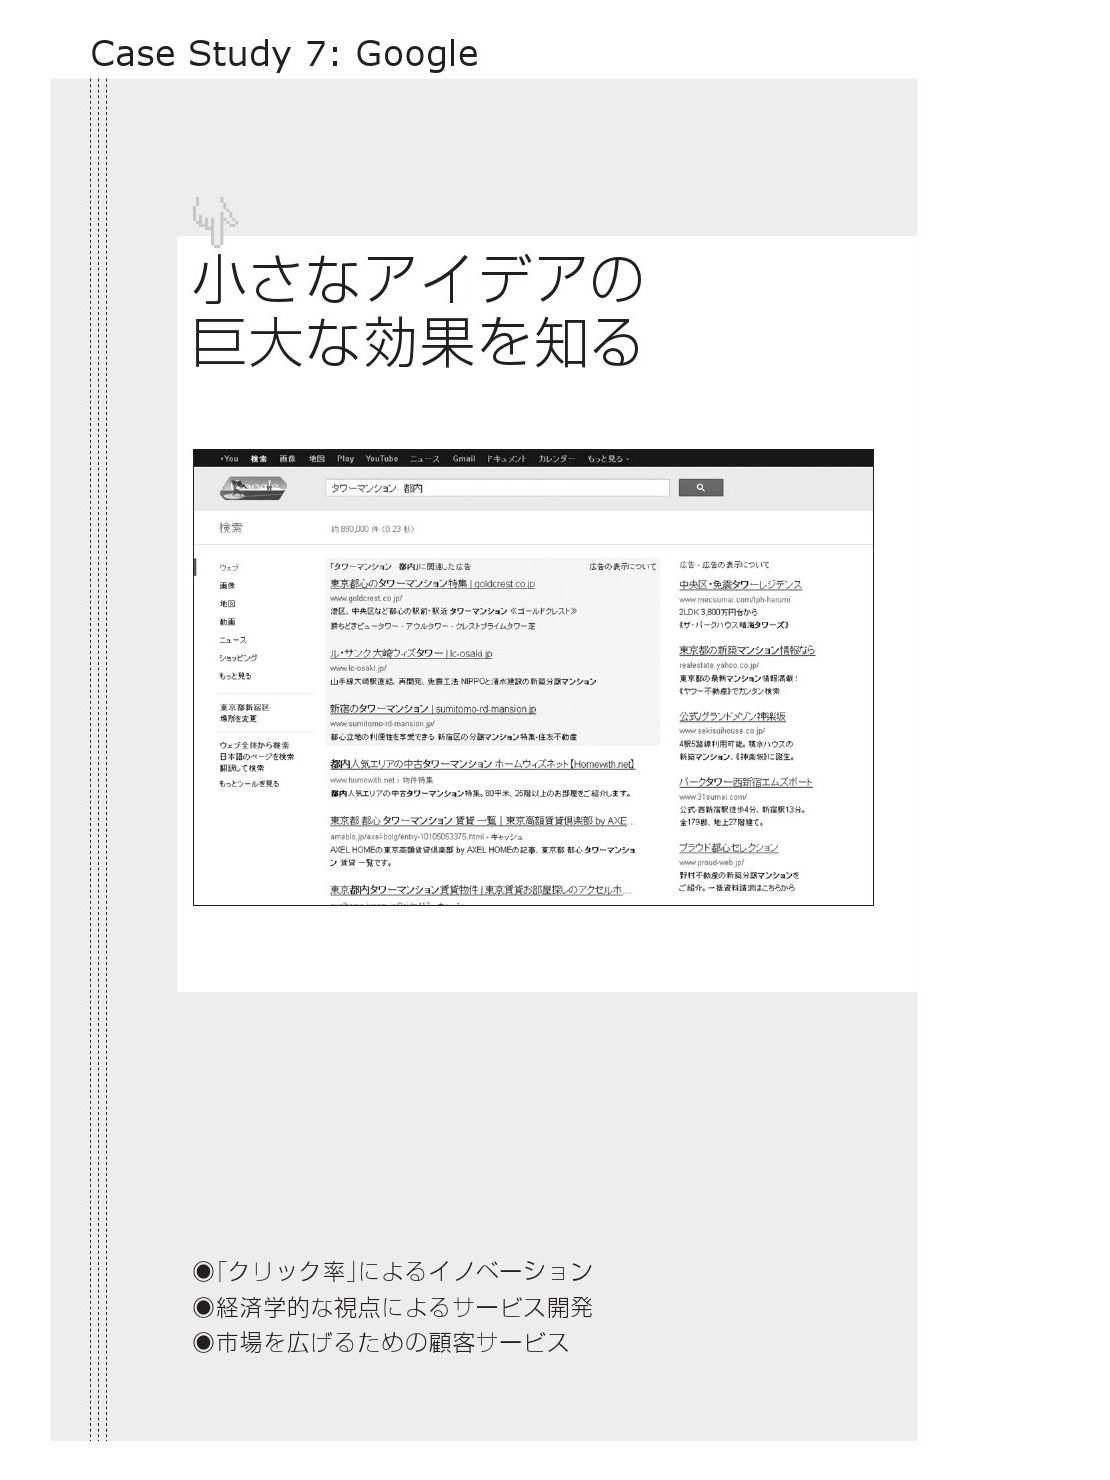 Case Study 7: Google
小さなアイデアの
巨大な効果を知る
+You 検索 画像 地図 Play YouTube ニュース Gmail ドキュメント カレンダー もっと見る
タワーマンション 都内
検索
約 890,000 件 (0.23 秒)
ウェブ
画像
地図
動画
ニュース
ショッピング
もっと見る
東京都新宿区
場所を変更
ウェブ全体から検索
日本語のページを検索
翻訳して検索
もっとツールを見る
「タワーマンション 都内」に関連した広告 広告の表示について
東京都心のタワーマンション特集 | goldcrest.co.jp
www.goldcrest.co.jp/
港区、中央区など都心の駅前・駅近 タワーマンション ≪ゴールドクレスト≫
勝どきビュータワー - アウルタワー - クレストプライムタワー芝
ル・サンク大崎ウィズタワー | lc-osaki.jp
www.lc-osaki.jp/
山手線大崎駅直結、再開発、免震工法 NIPPOと清水建設の新築分譲マンション
新宿のタワーマンション | sumitomo-rd-mansion.jp
www.sumitomo-rd-mansion.jp/
都心立地の利便性を享受できる 新宿区の分譲マンション特集-住友不動産
都内人気エリアの中古タワーマンション ホームウィズネット【Homewith.net】
www.homewith.net › 物件特集
都内人気エリアの中古タワーマンション特集。80平米、25階以上のお部屋をご紹介します。
東京都 都心 タワーマンション 賃貸 一覧 | 東京高額賃貸倶楽部 by AXE...
ameblo.jp/axel-bolg/entry-10105053375.html - キャッシュ
AXEL HOMEの東京高額賃貸倶楽部 by AXEL HOMEの記事、東京都 都心 タワーマンショ
ン 賃貸 一覧です。
東京都内タワーマンション賃貸物件 | 東京賃貸お部屋探しのアクセルホ...
広告 - 広告の表示について
中央区・免震タワーレジデンス
www.mecsumai.com/tph-harumi
2LDK 3,800万円台から
《ザ・パークハウス晴海タワーズ》
東京都の新築マンション情報なら
realestate.yahoo.co.jp/
東京都の最新マンション情報満載!
《ヤフー不動産》でカンタン検索
公式/グランドメゾン神楽坂
www.sekisuihouse.co.jp/
4駅5路線利用可能。積水ハウスの
新築マンション、《神楽坂》に誕生。
パークタワー西新宿エムズポート
www.31sumai.com/
公式-西新宿駅徒歩4分、新宿駅13分。
全179邸、地上27階建て。
プラウド都心セレクション
www.proud-web.jp/
野村不動産の新築分譲マンションを
ご紹介。一括資料請求はこちらから
◉「クリック率」によるイノベーション
◉経済学的な視点によるサービス開発
◉市場を広げるための顧客サービス